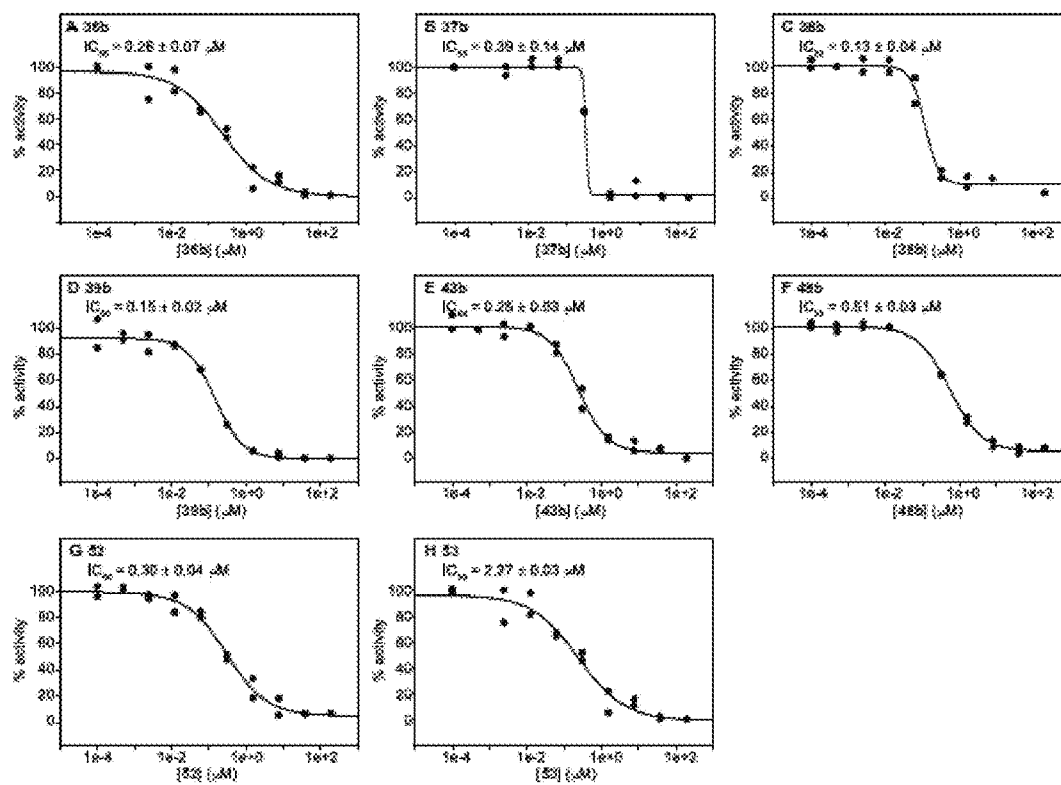 A 36b
IC₅₀ = 0.26 ± 0.07 µM
% activity
100
80
60
40
20
0
1e-4 1e-2 1e+0 1e+2
[36b] (µM)
B 37b
IC₅₀ = 0.39 ± 0.14 µM
% activity
100
80
60
40
20
0
1e-4 1e-2 1e+0 1e+2
[37b] (µM)
C 38b
IC₅₀ = 0.13 ± 0.04 µM
% activity
100
80
60
40
20
0
1e-4 1e-2 1e+0 1e+2
[38b] (µM)
D 39b
IC₅₀ = 0.15 ± 0.02 µM
% activity
100
80
60
40
20
0
1e-4 1e-2 1e+0 1e+2
[39b] (µM)
E 43b
IC₅₀ = 0.25 ± 0.03 µM
% activity
100
80
60
40
20
0
1e-4 1e-2 1e+0 1e+2
[43b] (µM)
F
IC₅₀ = 0.51 ± 0.03 µM
% activity
100
80
60
40
20
0
1e-4 1e-2 1e+0 1e+2
(µM)
G 52
IC₅₀ = 0.30 ± 0.04 µM
% activity
100
80
60
40
20
0
1e-4 1e-2 1e+0 1e+2
[52] (µM)
H 53
IC₅₀ = 2.27 ± 0.03 µM
% activity
100
80
60
40
20
0
1e-4 1e-2 1e+0 1e+2
[53] (µM)